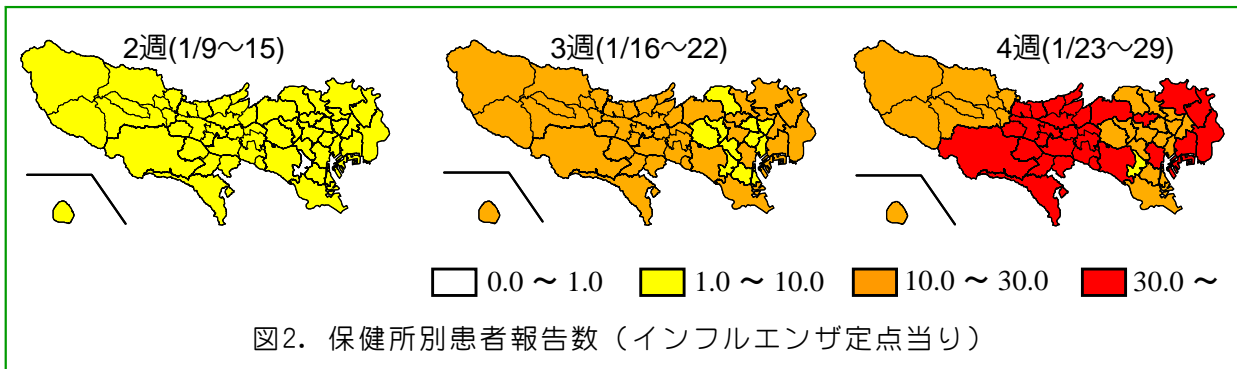 2週(1/9～15)
3週(1/16～22)
4週(1/23～29)
0.0 ～ 1.0
1.0 ～ 10.0
10.0 ～ 30.0
30.0 ～
図2．保健所別患者報告数（インフルエンザ定点当り）